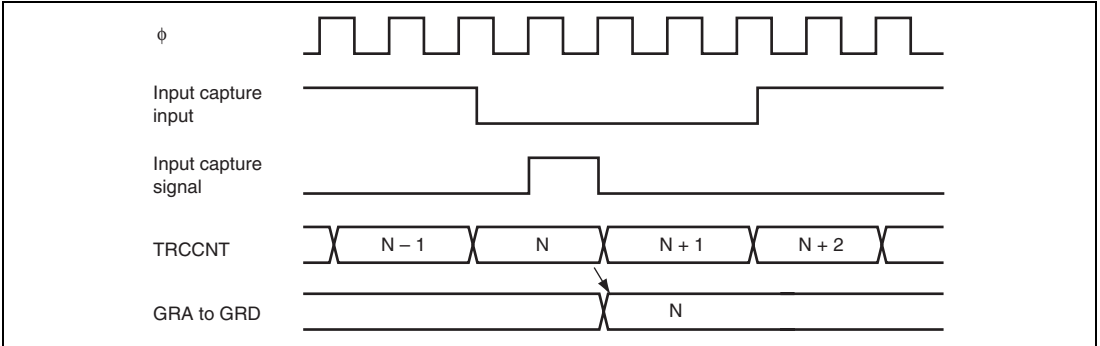 ϕ
Input capture
input
Input capture
signal
TRCCNT
N – 1
N
N + 1
N + 2
GRA to GRD
N